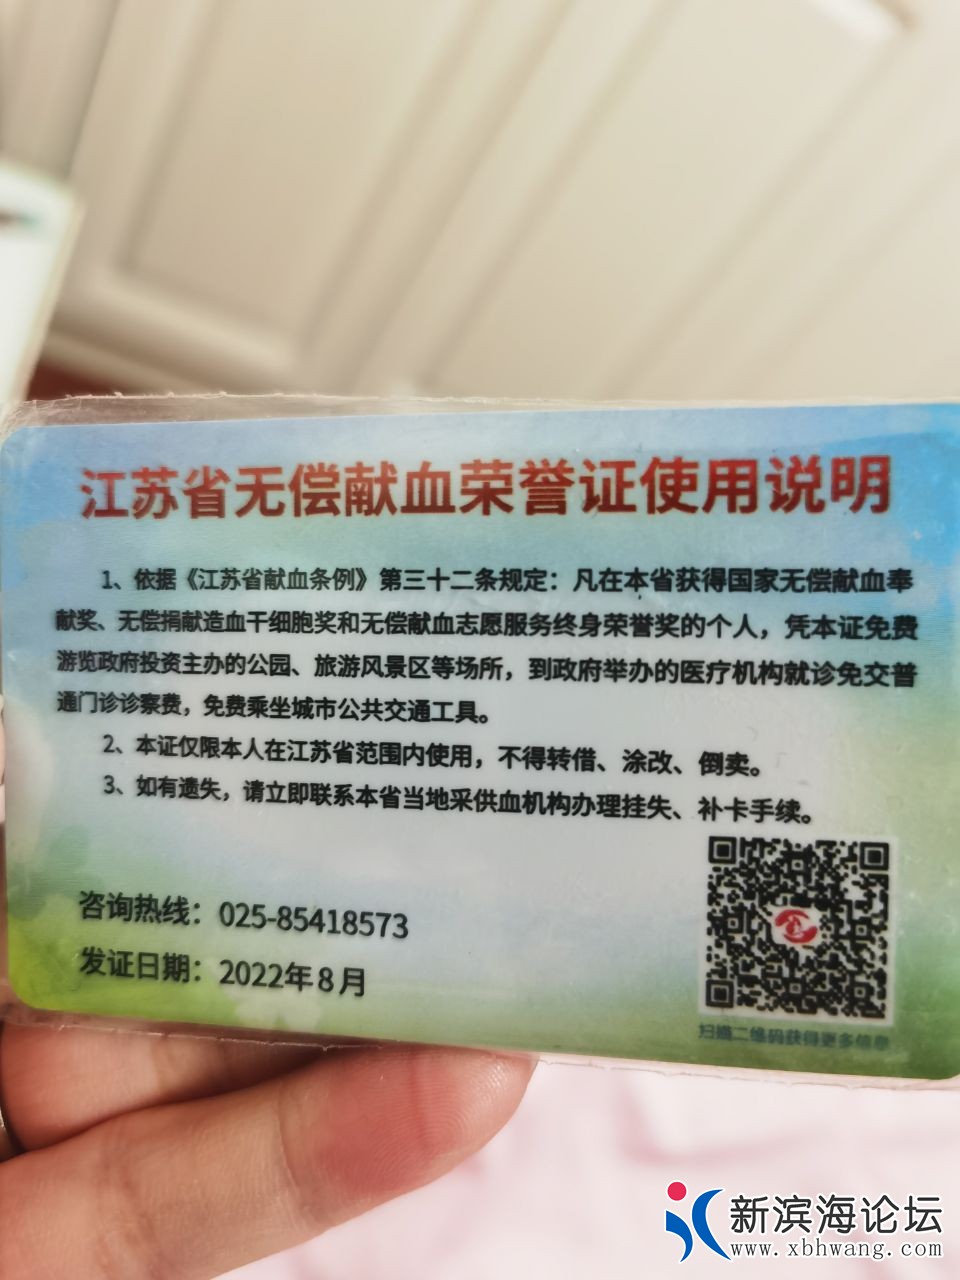 江苏省无偿献血荣誉证使用说明
1、依据《江苏省献血条例》第三十二条规定：凡在本省获得国家无偿献血奉
献奖、无偿捐献造血干细胞奖和无偿献血志愿服务终身荣誉奖的个人，凭本证免费
游览政府投资主办的公园、旅游风景区等场所，到政府举办的医疗机构就诊免交普
通门诊诊察费，免费乘坐城市公共交通工具。
2、本证仅限本人在江苏省范围内使用，不得转借、涂改、倒卖。
3、如有遗失，请立即联系本省当地采供血机构办理挂失、补卡手续。
咨询热线：025-85418573
发证日期：2022年8月
扫描二维码获得更多信息
新滨海论坛
www.xbhwang.com